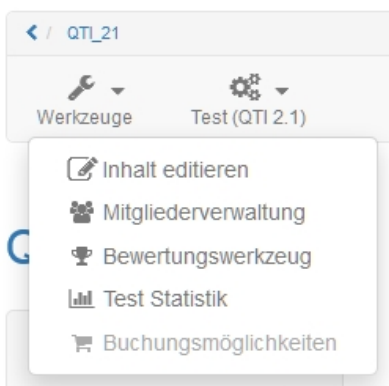 / QTI_21
Werkzeuge Test (QTI 2.1)
Inhalt editieren
Mitgliederverwaltung
Q
Bewertungswerkzeug
Test Statistik
Buchungsmöglichkeiten